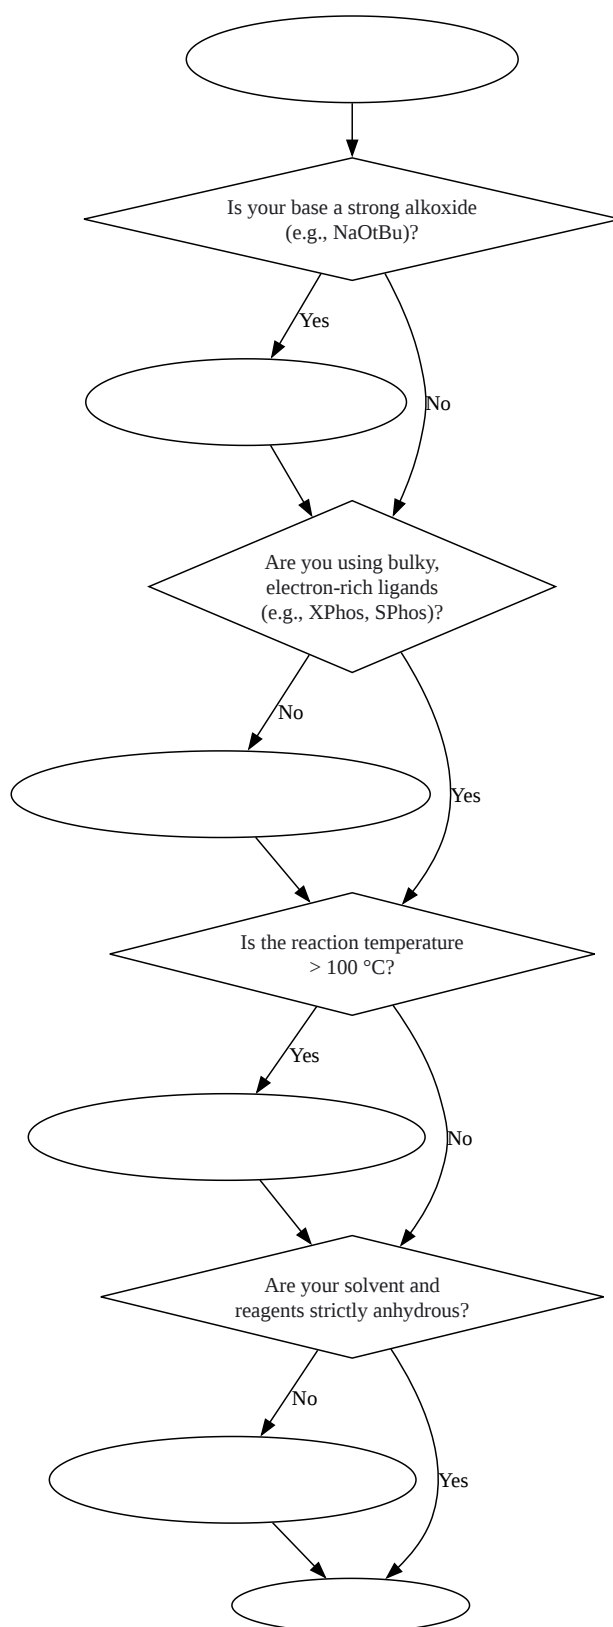 Is your base a strong alkoxide
(e.g., NaOtBu)?
Yes
No
Are you using bulky,
electron-rich ligands
(e.g., XPhos, SPhos)?
No
Yes
Is the reaction temperature
> 100 °C?
Yes
No
Are your solvent and
reagents strictly anhydrous?
No
Yes